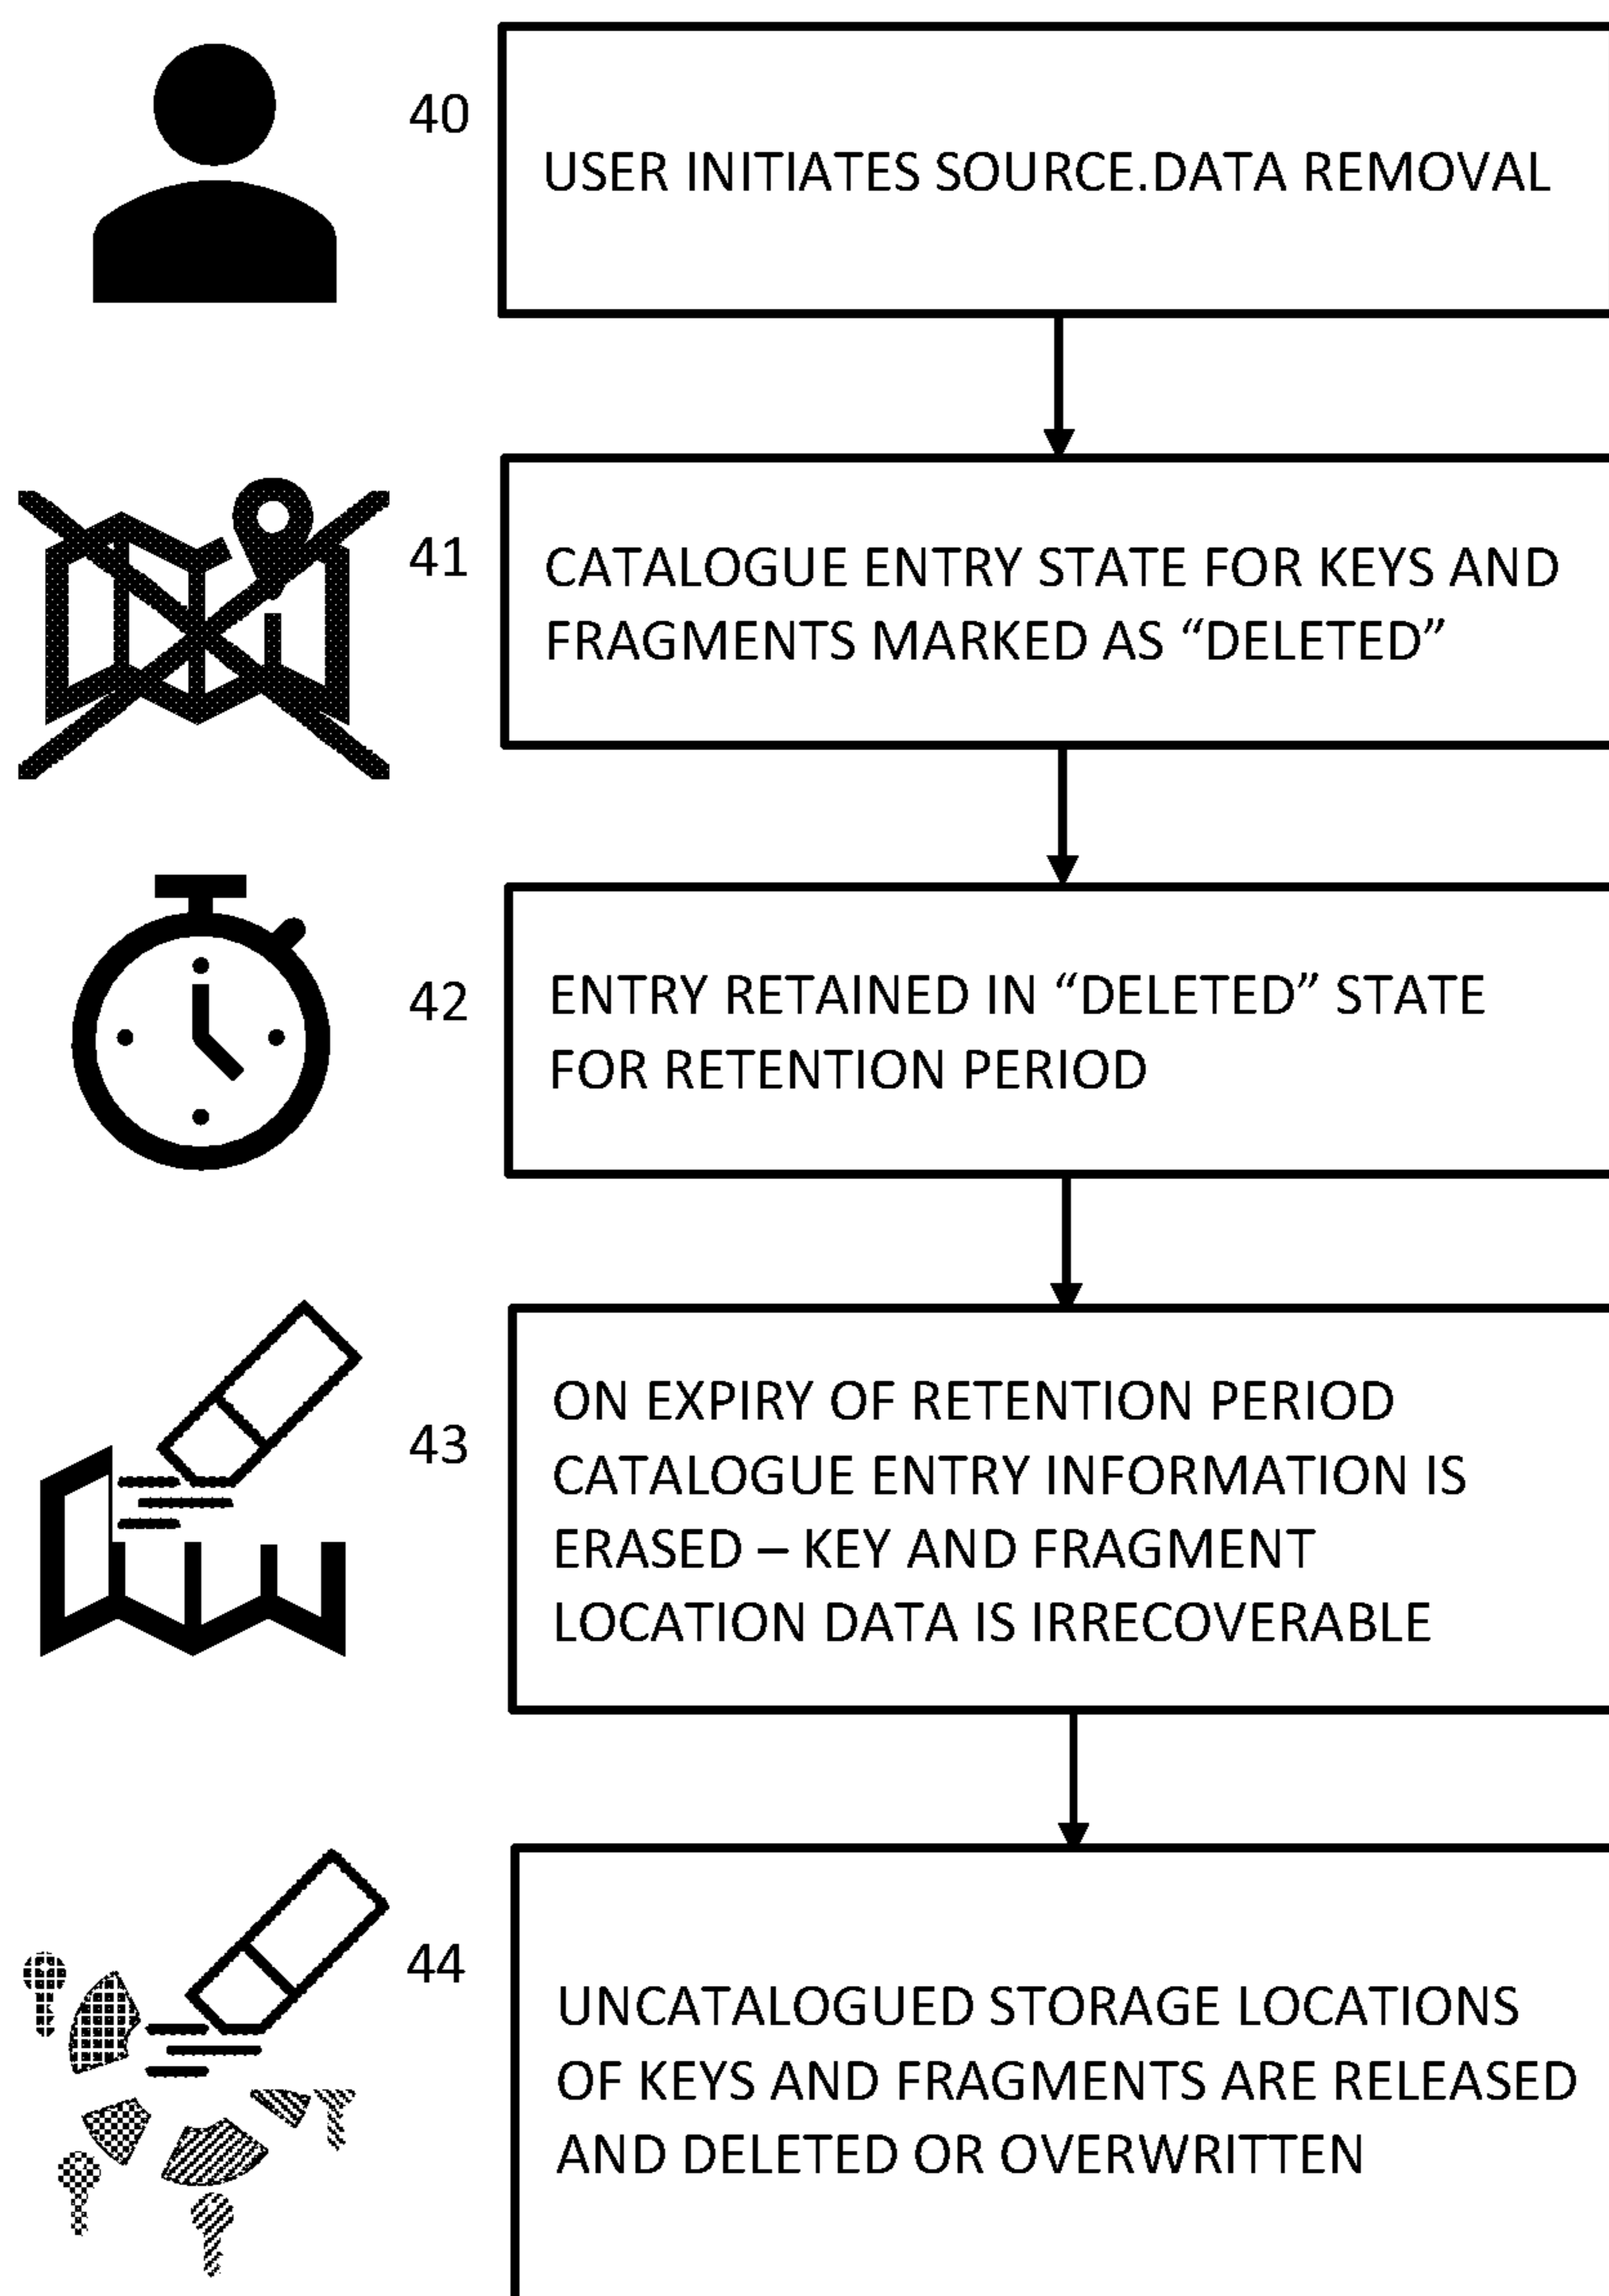 40
USER INITIATES SOURCE.DATA REMOVAL
41
CATALOGUE ENTRY STATE FOR KEYS AND
FRAGMENTS MARKED AS “DELETED”
42
ENTRY RETAINED IN “DELETED” STATE
FOR RETENTION PERIOD
43
ON EXPIRY OF RETENTION PERIOD
CATALOGUE ENTRY INFORMATION IS
ERASED – KEY AND FRAGMENT
LOCATION DATA IS IRRECOVERABLE
44
UNCATALOGUED STORAGE LOCATIONS
OF KEYS AND FRAGMENTS ARE RELEASED
AND DELETED OR OVERWRITTEN